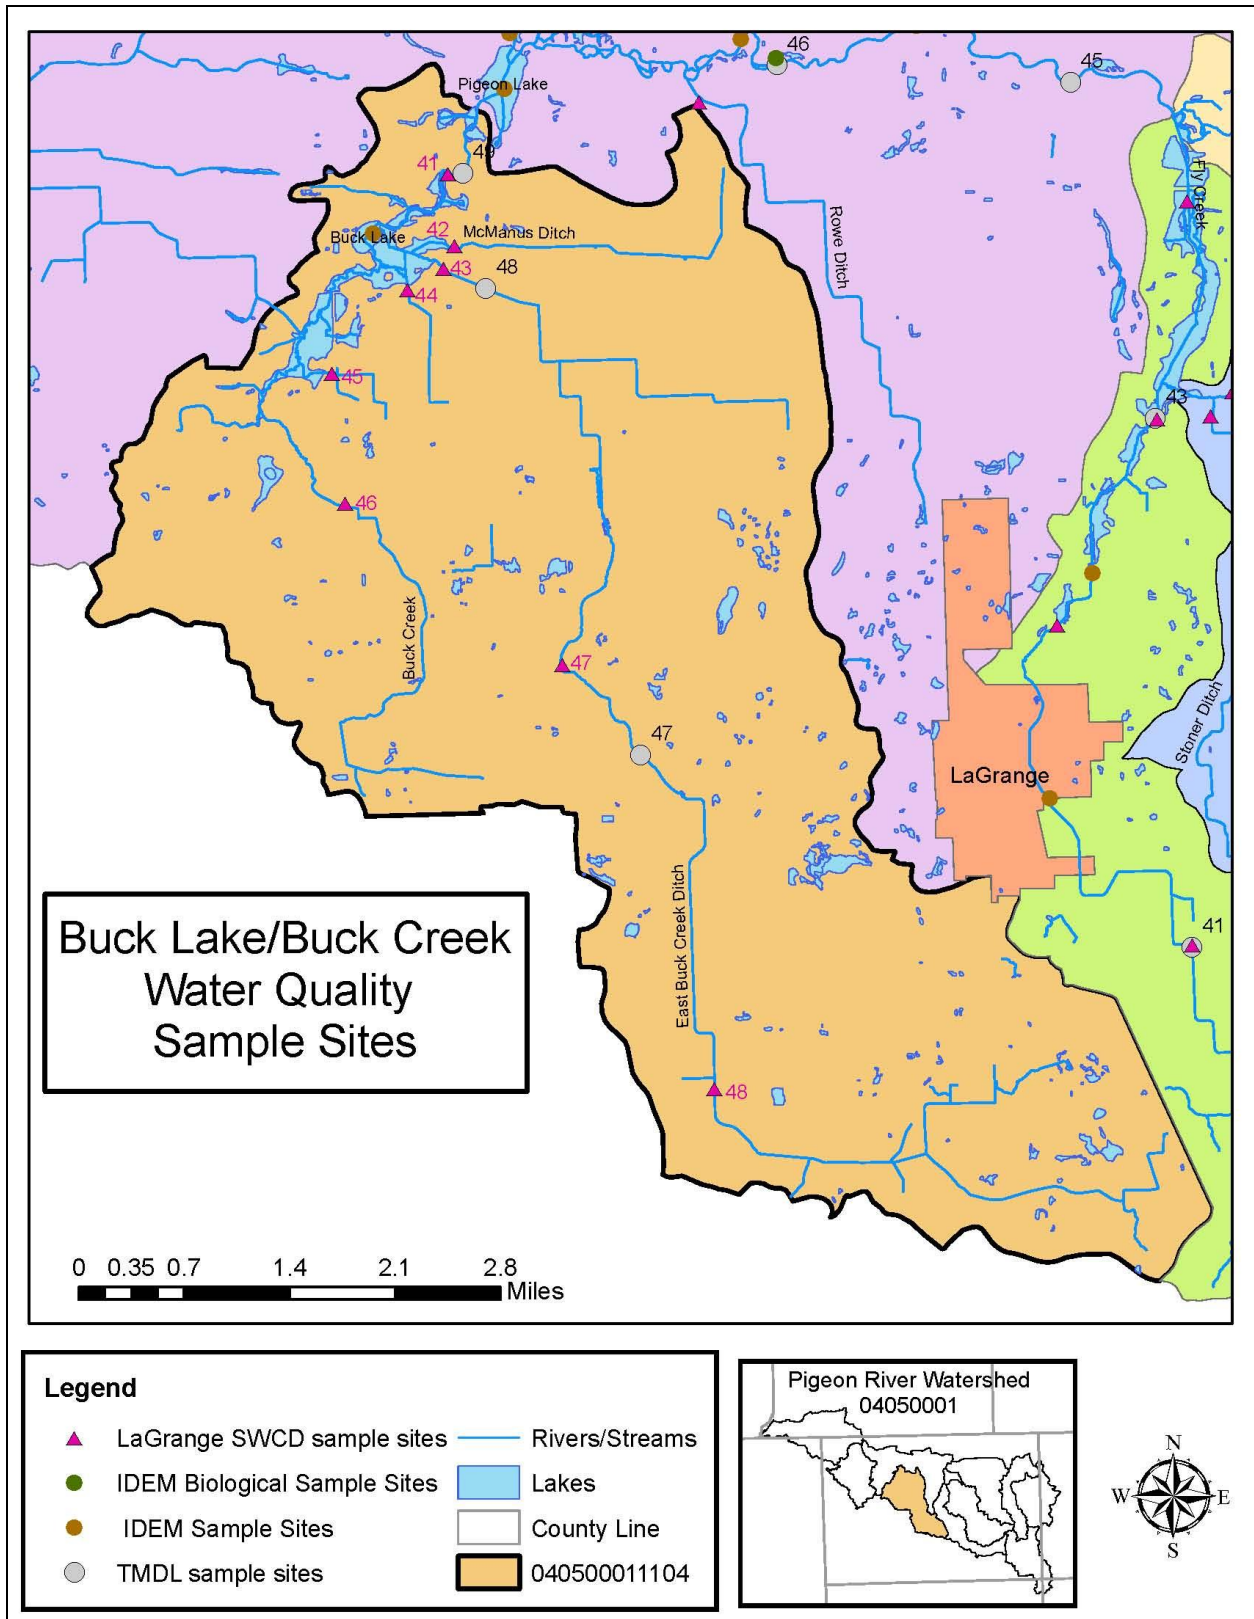 46
45
Pigeon Lake
49
41
Fly Creek
Buck Lake
42
McManus Ditch
Rowe Ditch
43
48
44
45
43
46
Buck Creek
47
47
Stoner Ditch
LaGrange
East Buck Creek Ditch
41
Buck Lake/Buck Creek
Water Quality
Sample Sites
48
0 0.35 0.7 1.4 2.1 2.8
Miles
Legend
LaGrange SWCD sample sites
Rivers/Streams
IDEM Biological Sample Sites
Lakes
IDEM Sample Sites
County Line
TMDL sample sites
040500011104
Pigeon River Watershed
04050001
N
W
E
S